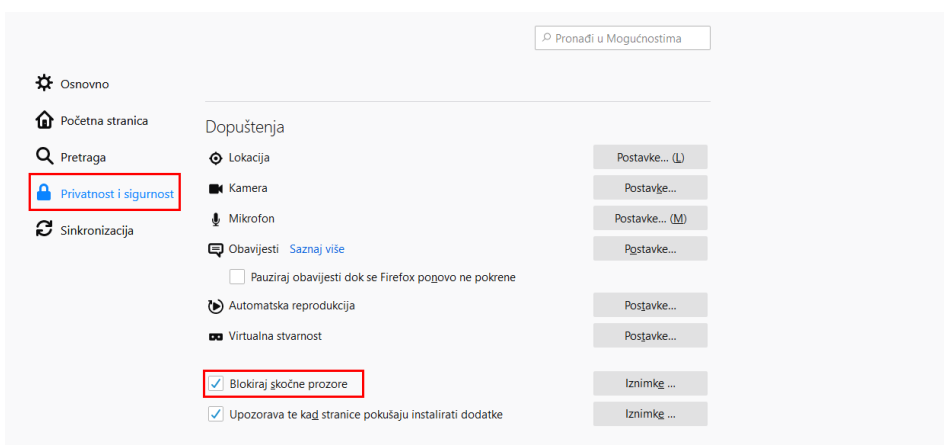 Pronađi u Mogućnostima
Osnovno
Početna stranica
Pretraga
Privatnost i sigurnost
Sinkronizacija
Dopuštenja
Lokacija Postavke... (L)
Kamera Postavke...
Mikrofon Postavke... (M)
Obavijesti Saznaj više Postavke...
Pauziraj obavijesti dok se Firefox ponovo ne pokrene
Automatska reprodukcija Postavke...
Virtualna stvarnost Postavke...
Blokiraj skočne prozore Iznimke ...
Upozorava te kad stranice pokušaju instalirati dodatke Iznimke ...